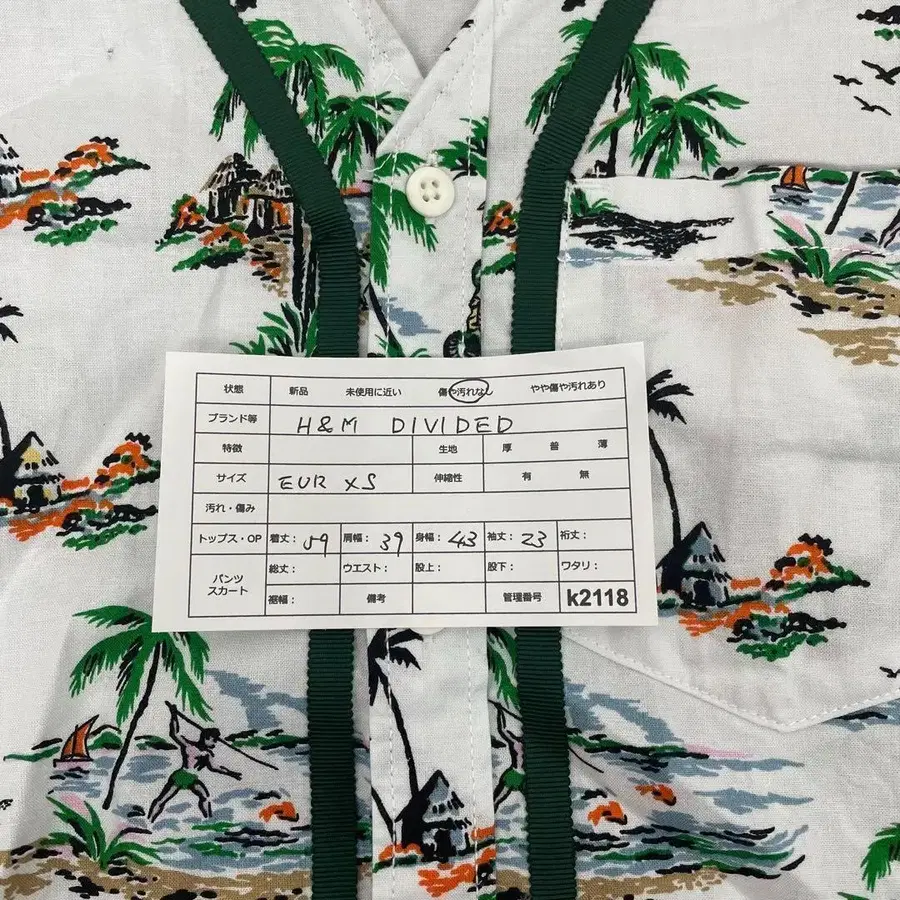 状態 新品 未使用に近い 傷や汚れなし やや傷や汚れあり
ブランド等 H&M DIVIDED
特徴 生地 厚 普 薄
サイズ EUR XS 伸縮性 有 無
汚れ・傷み
トップス・OP 着丈: 59 肩幅: 39 身幅: 43 袖丈: 23 裄丈:
パンツ スカート 総丈: ウエスト: 股上: 股下: ワタリ:
裾幅: 備考 管理番号 k2118